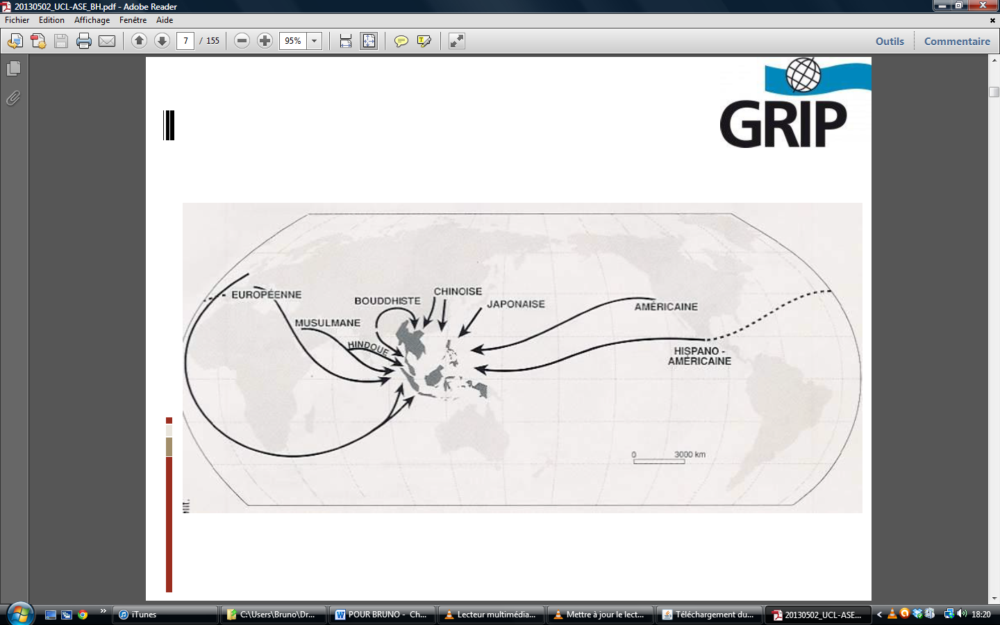 20130502_UCL-ASE_BH.pdf - Adobe Reader
Fichier Edition Affichage Fenêtre Aide
7 / 155 95% Outils Commentaire
GRIP
EUROPÉENNE
MUSULMANE
HINDOUE
BOUDDHISTE
CHINOISE
JAPONAISE
AMÉRICAINE
HISPANO -
AMÉRICAINE
0 3000 km
iTunes C:\Users\Bruno\Dr... POUR BRUNO - Ch... Lecteur multimédia... Mettre à jour le lect... Téléchargement du... 20130502_UCL-ASE... 18:20